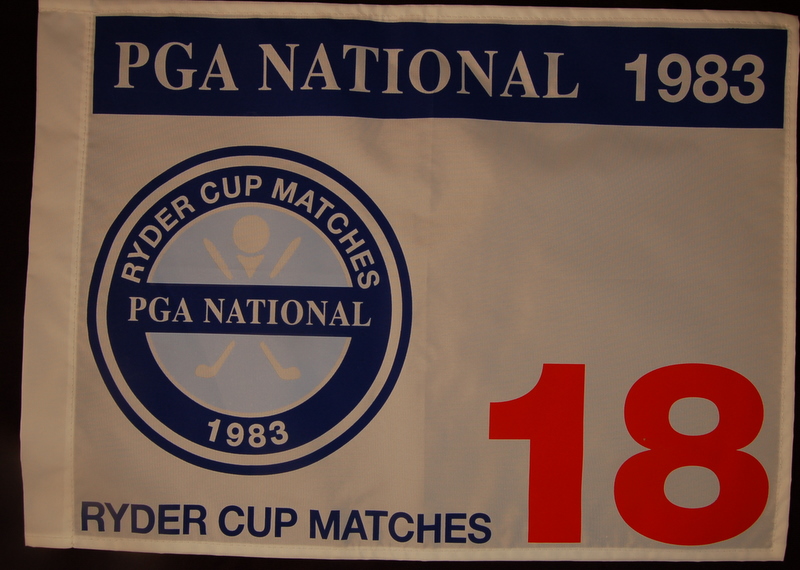 PGA NATIONAL 1983
RYDER CUP MATCHES
PGA NATIONAL
1983
18
RYDER CUP MATCHES